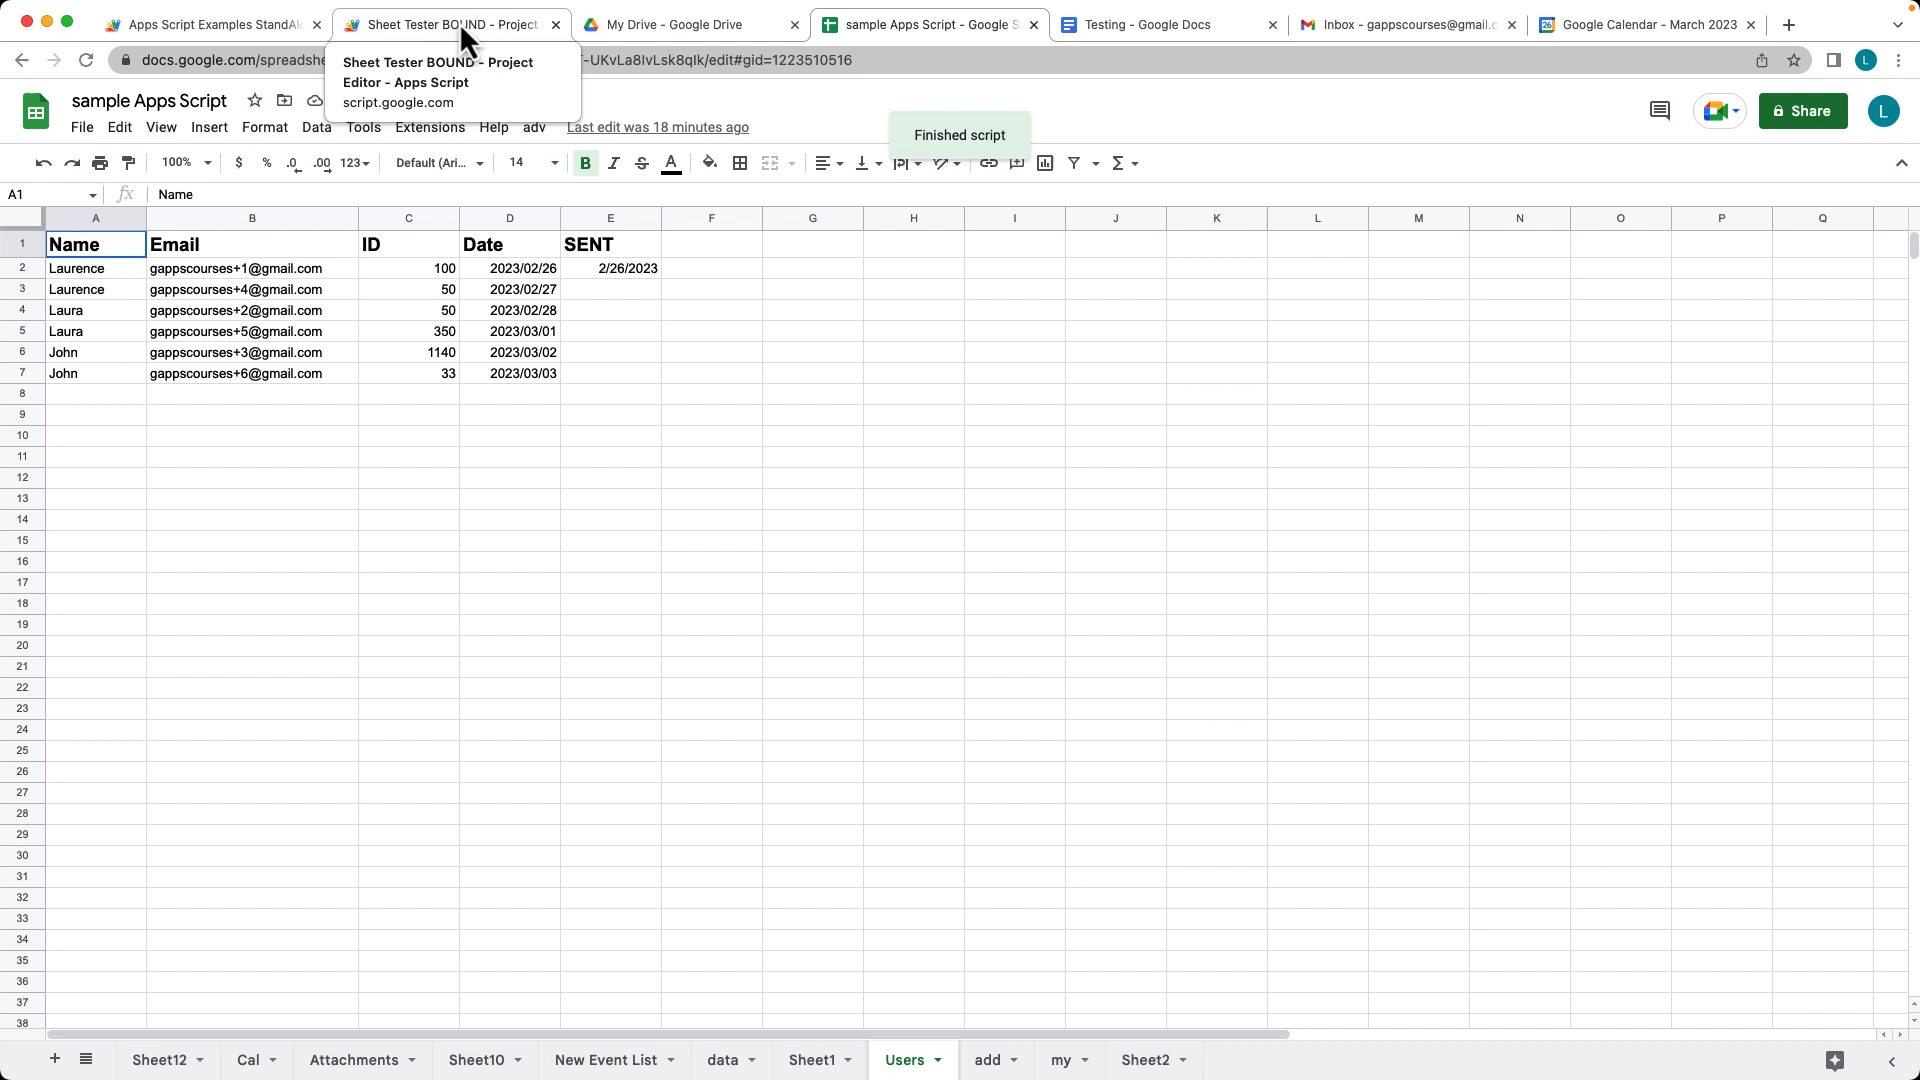 Apps Script Examples StandAl
Sheet Tester BOUND - Project
My Drive - Google Drive
sample Apps Script - Google S
Testing - Google Docs
Inbox - gappscourses@gmail.c
Google Calendar - March 2023
docs.google.com/spreadshe
-UKvLa8lvLsk8qlk/edit#gid=1223510516
L
Sheet Tester BOUND - Project
Editor - Apps Script
script.google.com
sample Apps Script
File Edit View Insert Format Data Tools Extensions Help adv Last edit was 18 minutes ago
Finished script
Share
L
100% $ % .0 .00 123 Default (Ari... 14 B I S A
A1 fx Name
A B C D E F G H I J K L M N O P Q
1 Name Email ID Date SENT
2 Laurence gappscourses+1@gmail.com 100 2023/02/26 2/26/2023
3 Laurence gappscourses+4@gmail.com 50 2023/02/27
4 Laura gappscourses+2@gmail.com 50 2023/02/28
5 Laura gappscourses+5@gmail.com 350 2023/03/01
6 John gappscourses+3@gmail.com 1140 2023/03/02
7 John gappscourses+6@gmail.com 33 2023/03/03
8
9
10
11
12
13
14
15
16
17
18
19
20
21
22
23
24
25
26
27
28
29
30
31
32
33
34
35
36
37
38
Sheet12 Cal Attachments Sheet10 New Event List data Sheet1 Users add my Sheet2